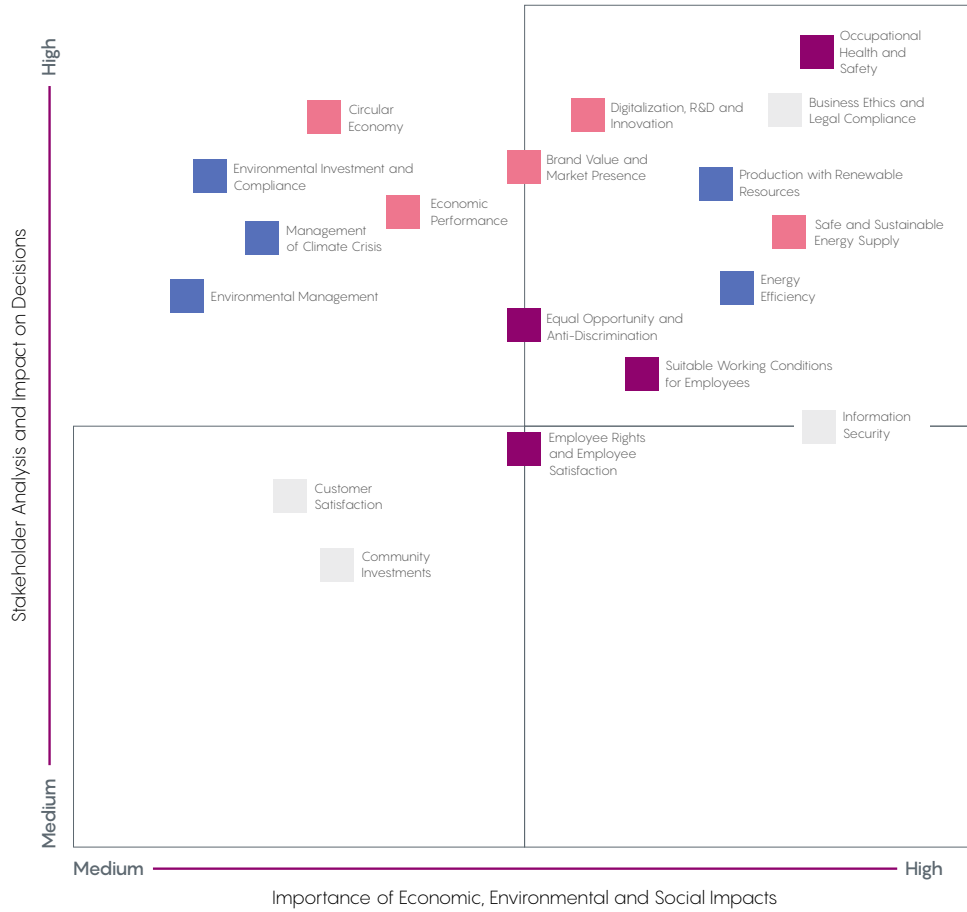 High
Stakeholder Analysis and Impact on Decisions
Medium
Occupational
Health and
Safety
Circular
Economy
Digitalization, R&D and
Innovation
Business Ethics and
Legal Compliance
Environmental Investment and
Compliance
Brand Value and
Market Presence
Production with Renewable
Resources
Economic
Performance
Management
of Climate Crisis
Safe and Sustainable
Energy Supply
Environmental Management
Energy
Efficiency
Equal Opportunity and
Anti-Discrimination
Suitable Working Conditions
for Employees
Information
Security
Employee Rights
and Employee
Satisfaction
Customer
Satisfaction
Community
Investments
Medium
High
Importance of Economic, Environmental and Social Impacts